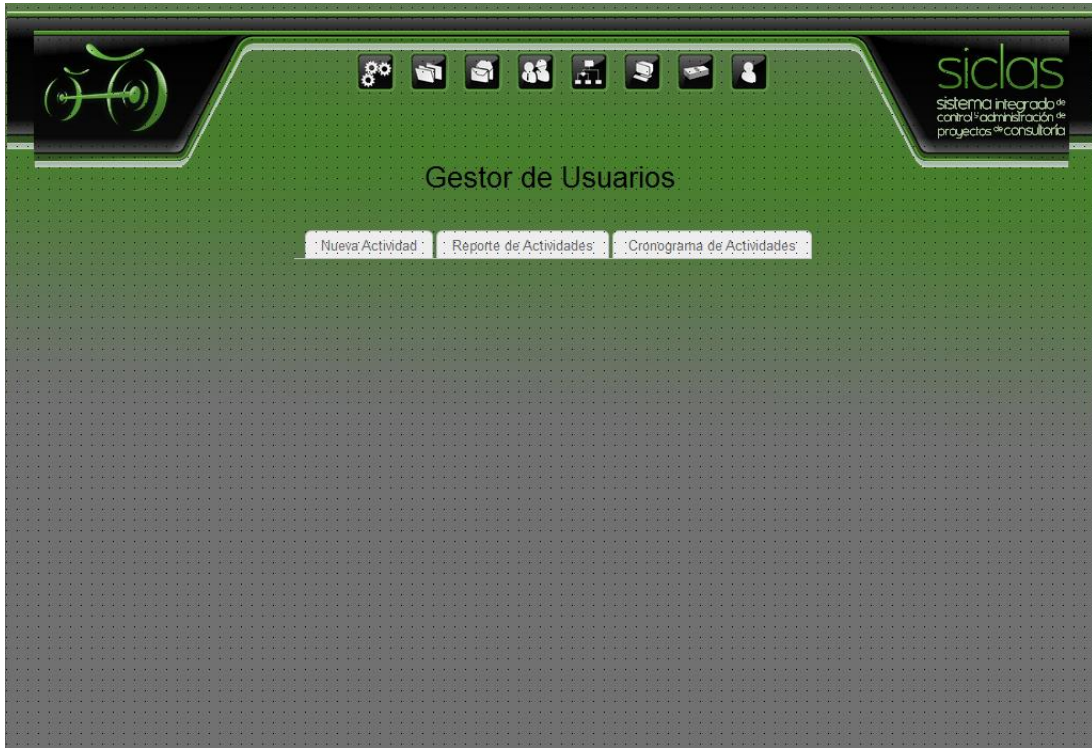 siclas
sistema integrado de
control y administración de
proyectos de consultoría
Gestor de Usuarios
Nueva Actividad
Reporte de Actividades
Cronograma de Actividades